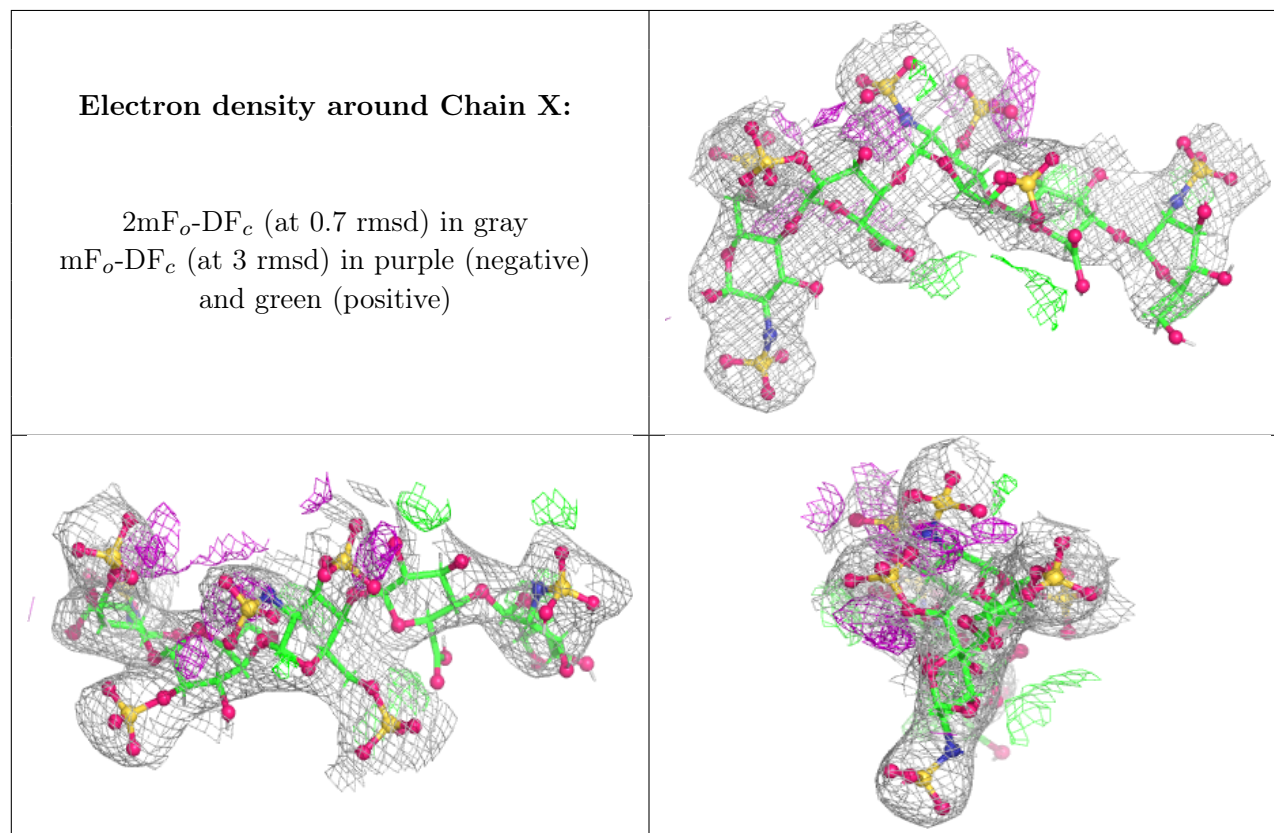 Electron density around Chain X:
2mFo-DFc (at 0.7 rmsd) in gray
mFo-DFc (at 3 rmsd) in purple (negative)
and green (positive)